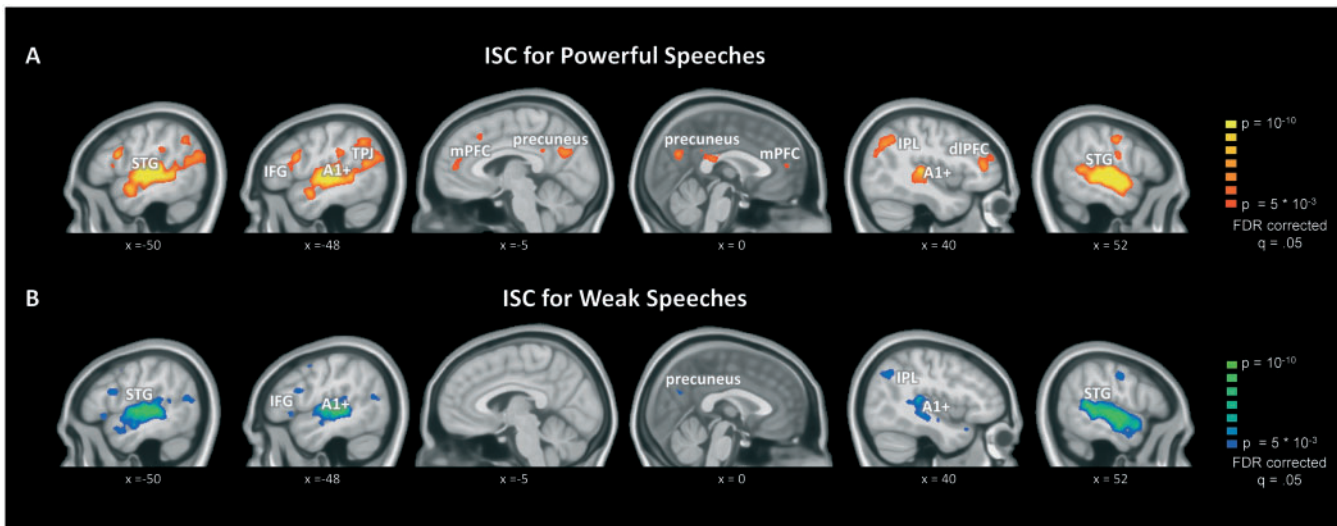 A
ISC for Powerful Speeches
STG
IFG
A1+
TPJ
mPFC
precuneus
precuneus
mPFC
IPL
A1+
dlPFC
STG
x =-50
x =-48
x =-5
x = 0
x = 40
x = 52
p = 10-10
p = 5 * 10-3
FDR corrected
q = .05
B
ISC for Weak Speeches
STG
IFG
A1+
precuneus
IPL
A1+
STG
x =-50
x =-48
x =-5
x = 0
x = 40
x = 52
p = 10-10
p = 5 * 10-3
FDR corrected
q = .05